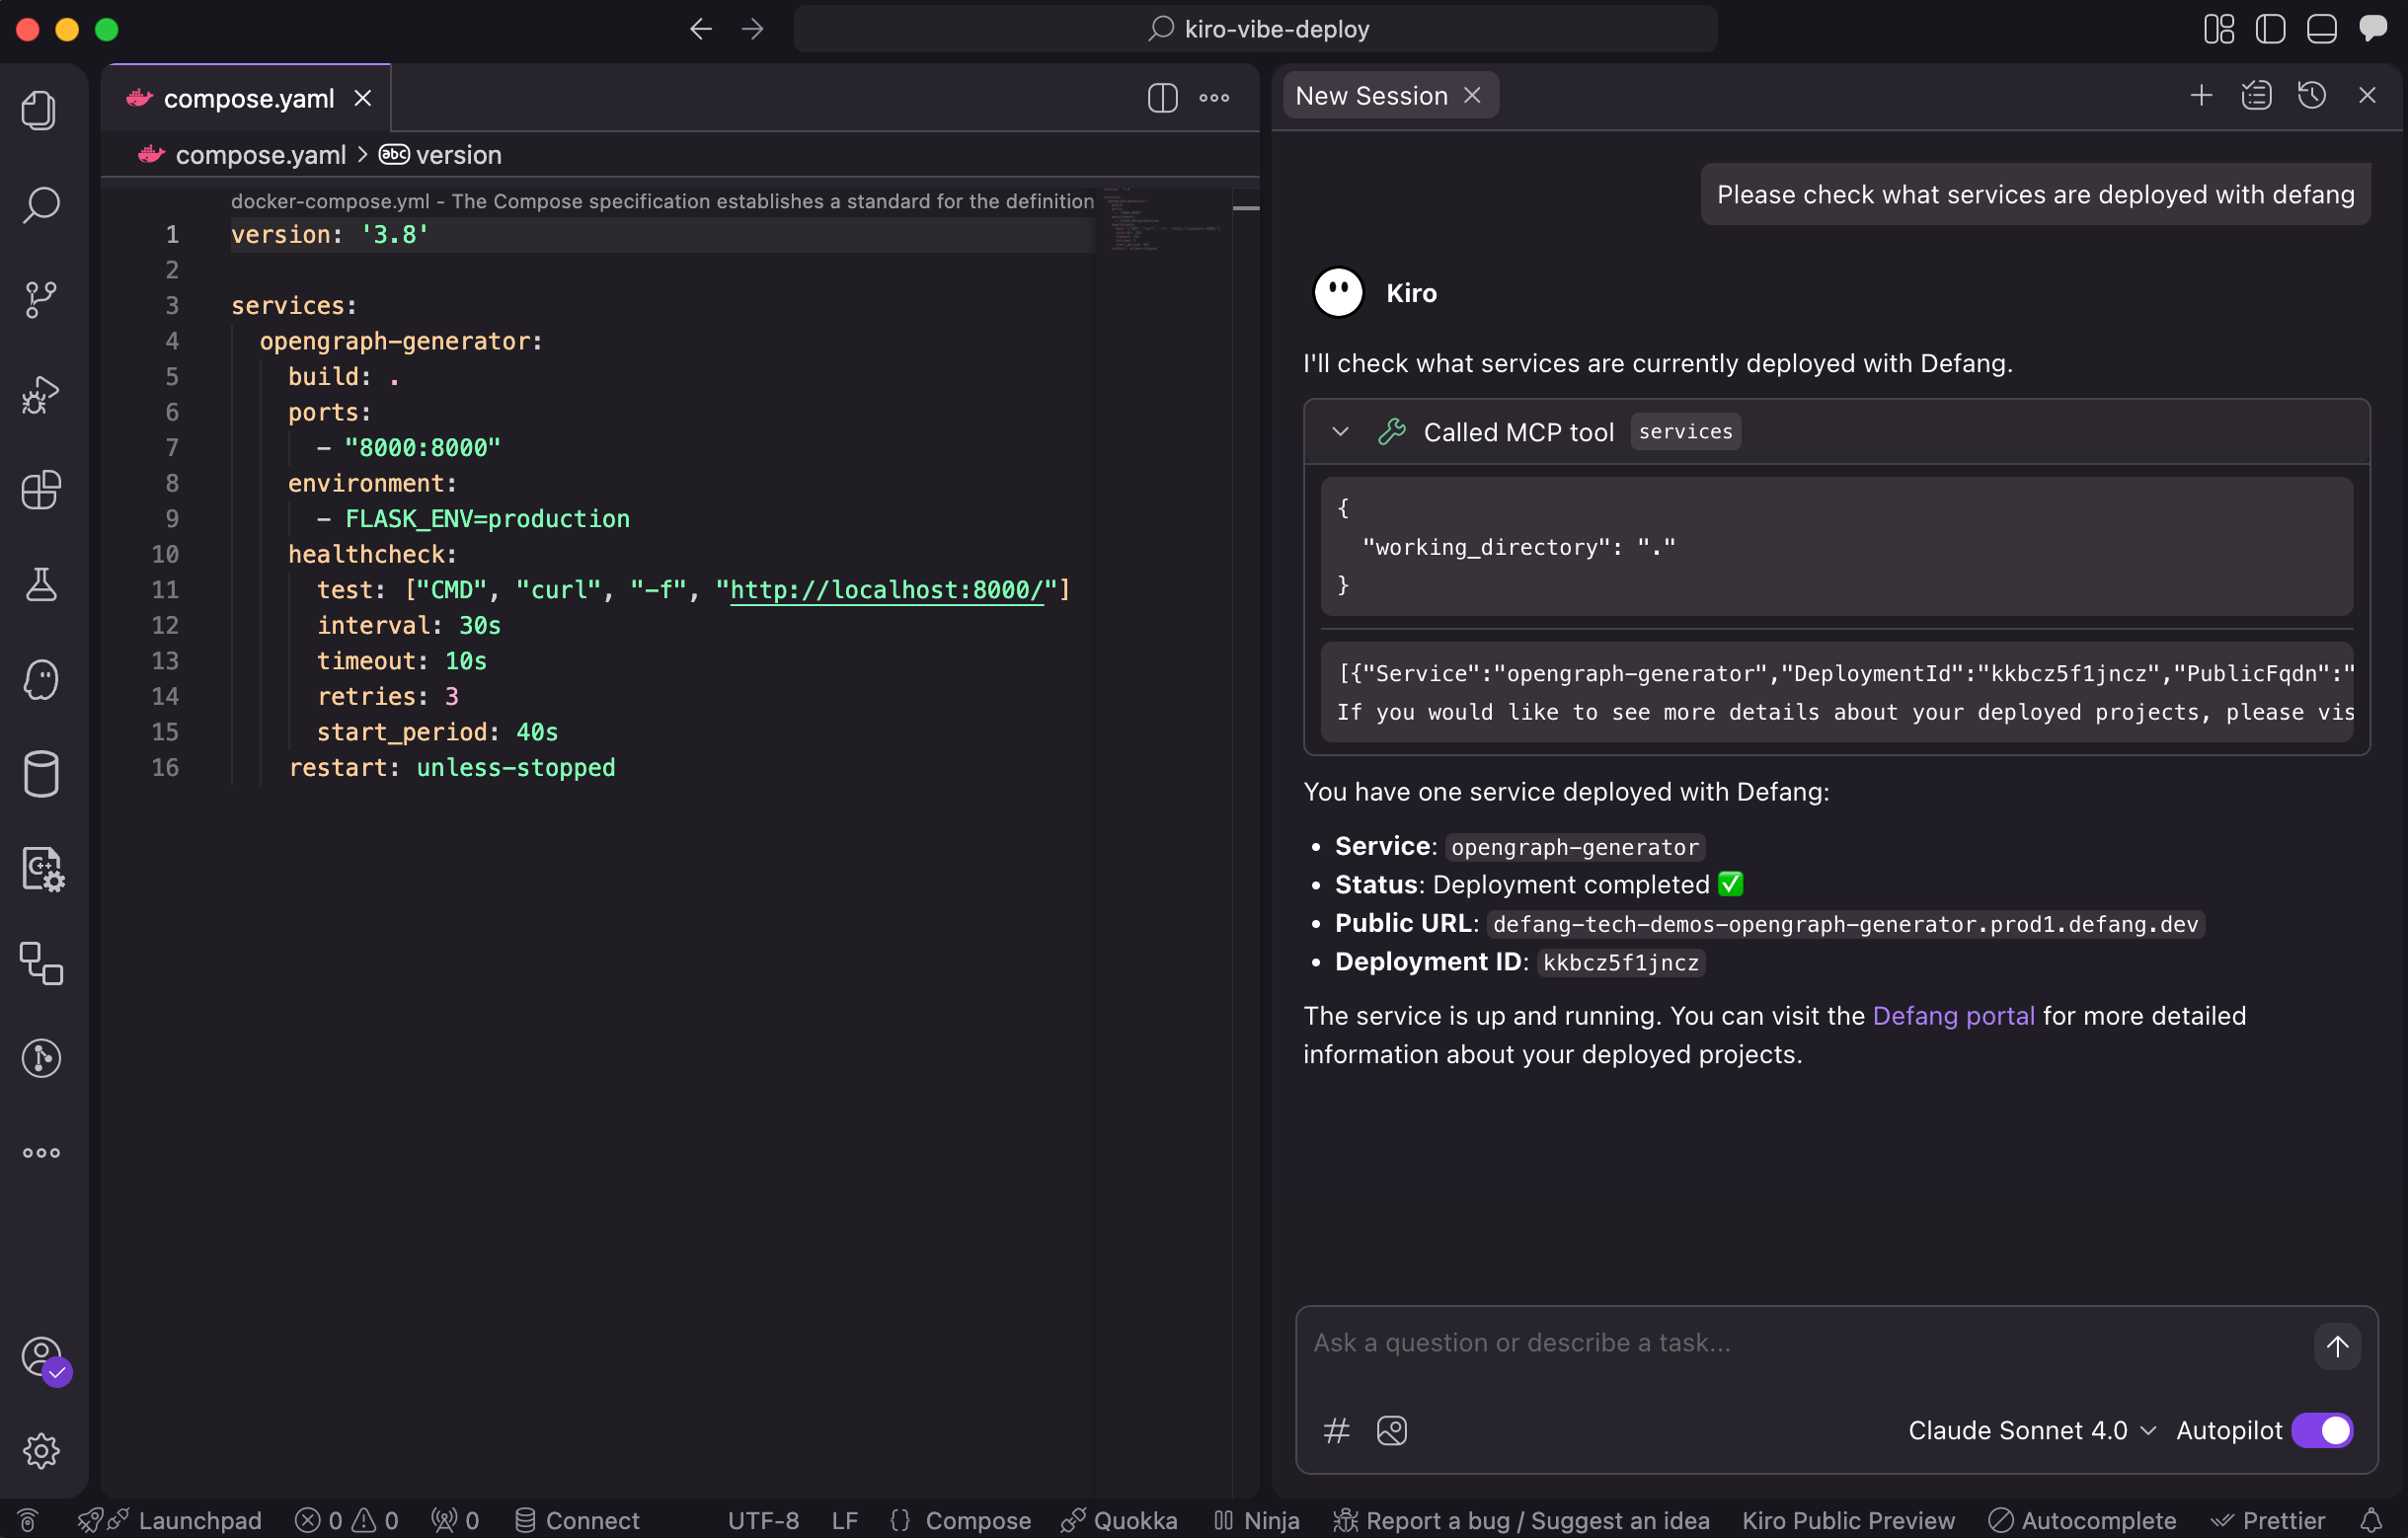 kiro-vibe-deploy
compose.yaml
compose.yaml > abc version
docker-compose.yml - The Compose specification establishes a standard for the definition
1 version: '3.8'
2
3 services:
4 opengraph-generator:
5 build: .
6 ports:
7 - "8000:8000"
8 environment:
9 - FLASK_ENV=production
10 healthcheck:
11 test: ["CMD", "curl", "-f", "http://localhost:8000/"]
12 interval: 30s
13 timeout: 10s
14 retries: 3
15 start_period: 40s
16 restart: unless-stopped
New Session
Please check what services are deployed with defang
Kiro
I'll check what services are currently deployed with Defang.
Called MCP tool services
{
"working_directory": "."
}
[{"Service":"opengraph-generator","DeploymentId":"kkbcz5f1jncz","PublicFqdn":"
If you would like to see more details about your deployed projects, please vis
You have one service deployed with Defang:
• Service: opengraph-generator
• Status: Deployment completed ✅
• Public URL: defang-tech-demos-opengraph-generator.prod1.defang.dev
• Deployment ID: kkbcz5f1jncz
The service is up and running. You can visit the Defang portal for more detailed
information about your deployed projects.
Ask a question or describe a task...
# Claude Sonnet 4.0 Autopilot
Launchpad 0 0 0 Connect UTF-8 LF {} Compose Quokka Ninja Report a bug / Suggest an idea Kiro Public Preview Autocomplete Prettier